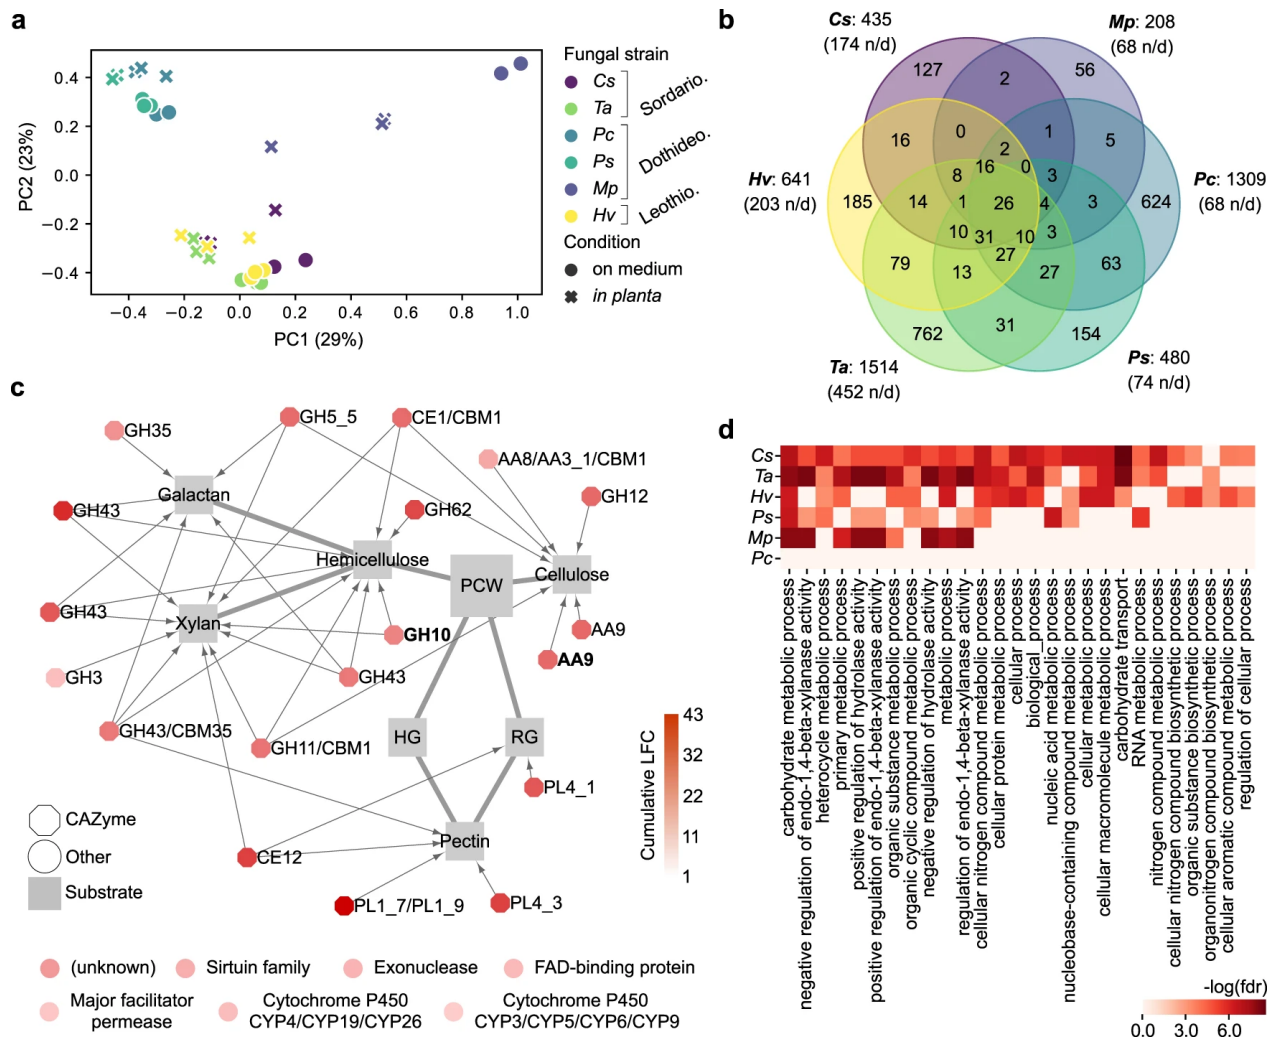 a
0.4
0.2
0.0
−0.2
−0.4
PC2 (23%)
−0.4
−0.2
0.0
0.2
0.4
0.6
0.8
1.0
PC1 (29%)
Fungal strain
Cs
Ta
Pc
Ps
Mp
Hv
Sordario.
Dothideo.
Leothio.
Condition
on medium
in planta
b
Cs: 435
(174 n/d)
Mp: 208
(68 n/d)
Hv: 641
(203 n/d)
Pc: 1309
(68 n/d)
Ta: 1514
(452 n/d)
Ps: 480
(74 n/d)
127
2
56
16
0
1
5
2
8
16
0
3
185
14
1
26
4
3
624
10
31
10
3
79
13
27
27
63
762
31
154
c
GH35
GH5_5
CE1/CBM1
AA8/AA3_1/CBM1
GH12
Galactan
GH43
GH62
Hemicellulose
Cellulose
PCW
GH43
Xylan
GH10
AA9
AA9
GH3
GH43
GH43/CBM35
GH11/CBM1
HG
RG
PL4_1
Pectin
CE12
PL1_7/PL1_9
PL4_3
CAZyme
Other
Substrate
Cumulative LFC
43
32
22
11
1
(unknown)
Sirtuin family
Exonuclease
FAD-binding protein
Major facilitator
permease
Cytochrome P450
CYP4/CYP19/CYP26
Cytochrome P450
CYP3/CYP5/CYP6/CYP9
d
Cs
Ta
Hv
Ps
Mp
Pc
carbohydrate metabolic process
negative regulation of endo-1,4-beta-xylanase activity
heterocycle metabolic process
primary metabolic process
positive regulation of hydrolase activity
positive regulation of endo-1,4-beta-xylanase activity
organic substance metabolic process
organic cyclic compound metabolic process
negative regulation of hydrolase activity
metabolic process
regulation of endo-1,4-beta-xylanase activity
cellular nitrogen compound metabolic process
cellular protein metabolic process
cellular process
biological_process
nucleic acid metabolic process
nucleobase-containing compound metabolic process
cellular metabolic process
cellular macromolecule metabolic process
carbohydrate transport
RNA metabolic process
nitrogen compound metabolic process
cellular nitrogen compound biosynthetic process
organic substance biosynthetic process
organonitrogen compound biosynthetic process
cellular aromatic compound metabolic process
regulation of cellular process
-log(fdr)
0.0
3.0
6.0